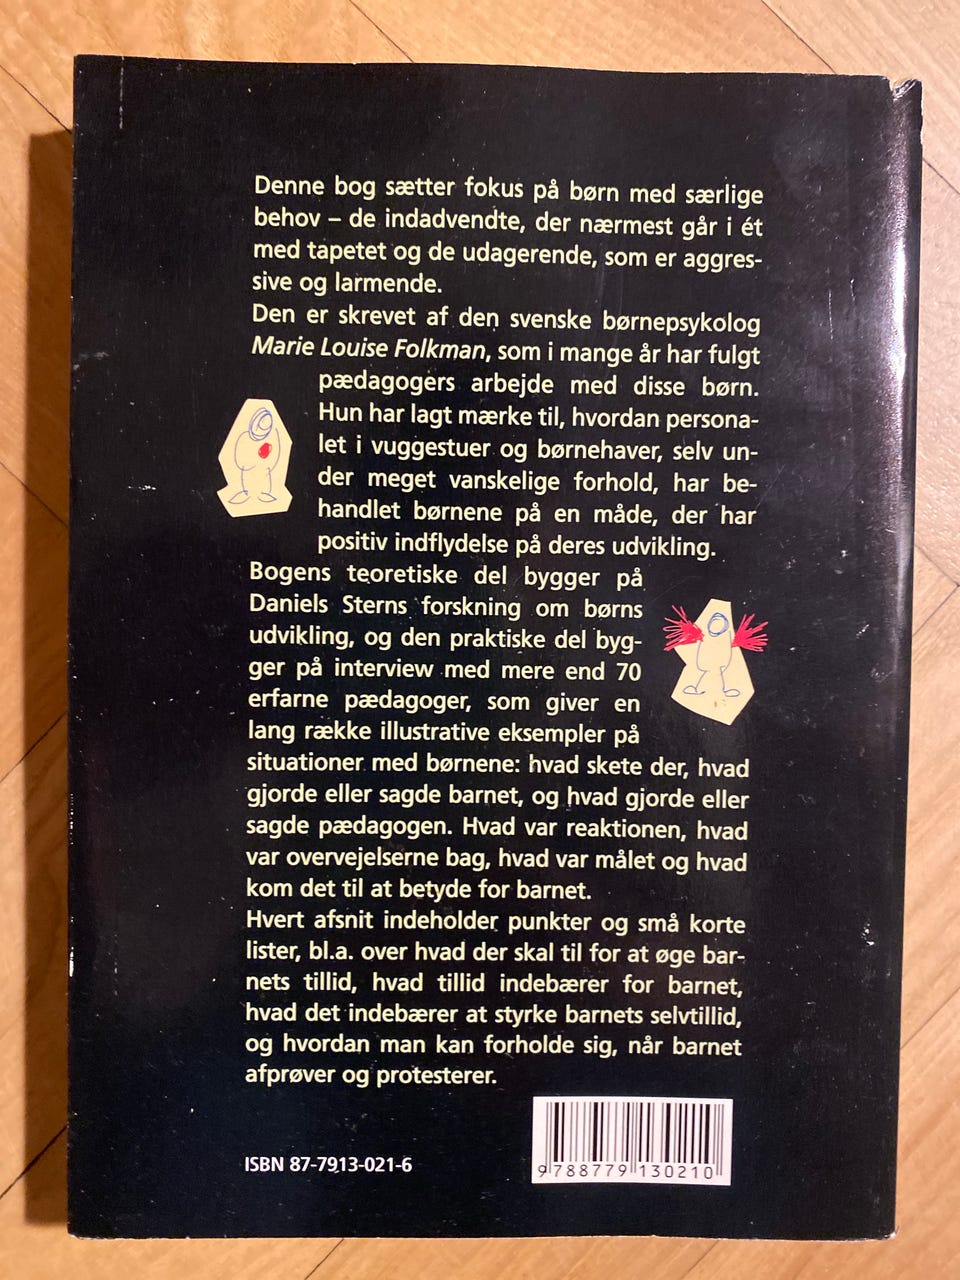 Denne bog sætter fokus på børn med særlige
behov – de indadvendte, der nærmest går i ét
med tapetet og de udagerende, som er aggres-
sive og larmende.
Den er skrevet af den svenske børnepsykolog
Marie Louise Folkman, som i mange år har fulgt
pædagogers arbejde med disse børn.
Hun har lagt mærke til, hvordan persona-
let i vuggestuer og børnehaver, selv un-
der meget vanskelige forhold, har be-
handlet børnene på en måde, der har
positiv indflydelse på deres udvikling.
Bogens teoretiske del bygger på
Daniels Sterns forskning om børns
udvikling, og den praktiske del byg-
ger på interview med mere end 70
erfarne pædagoger, som giver en
lang række illustrative eksempler på
situationer med børnene: hvad skete der, hvad
gjorde eller sagde barnet, og hvad gjorde eller
sagde pædagogen. Hvad var reaktionen, hvad
var overvejelserne bag, hvad var målet og hvad
kom det til at betyde for barnet.
Hvert afsnit indeholder punkter og små korte
lister, bl.a. over hvad der skal til for at øge bar-
nets tillid, hvad tillid indebærer for barnet,
hvad det indebærer at styrke barnets selvtillid,
og hvordan man kan forholde sig, når barnet
afprøver og protesterer.
ISBN 87-7913-021-6
9 788779 130210